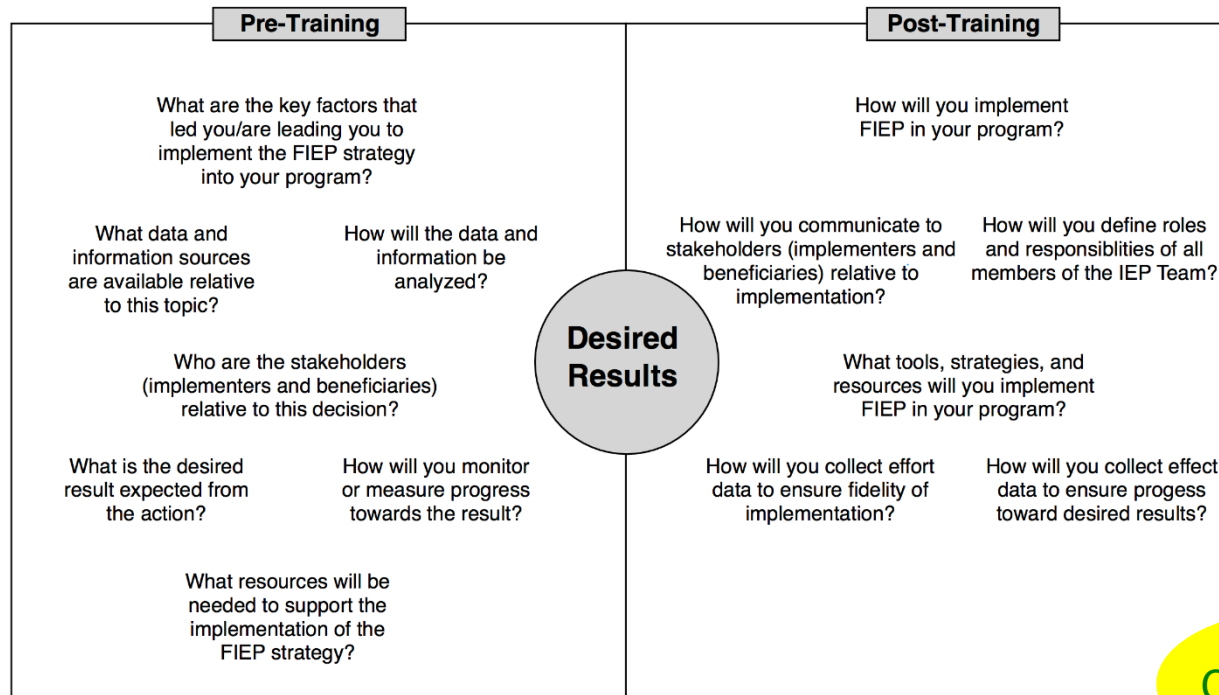 Pre-Training
What are the key factors that
led you/are leading you to
implement the FIEP strategy
into your program?
What data and
information sources
are available relative
to this topic?
How will the data and
information be
analyzed?
Who are the stakeholders
(implementers and beneficiaries)
relative to this decision?
What is the desired
result expected from
the action?
How will you monitor
or measure progress
towards the result?
What resources will be
needed to support the
implementation of the
FIEP strategy?
Desired
Results
Post-Training
How will you implement
FIEP in your program?
How will you communicate to
stakeholders (implementers and
beneficiaries) relative to
implementation?
How will you define roles
and responsiblities of all
members of the IEP Team?
What tools, strategies, and
resources will you implement
FIEP in your program?
How will you collect effort
data to ensure fidelity of
implementation?
How will you collect effect
data to ensure progess
toward desired results?